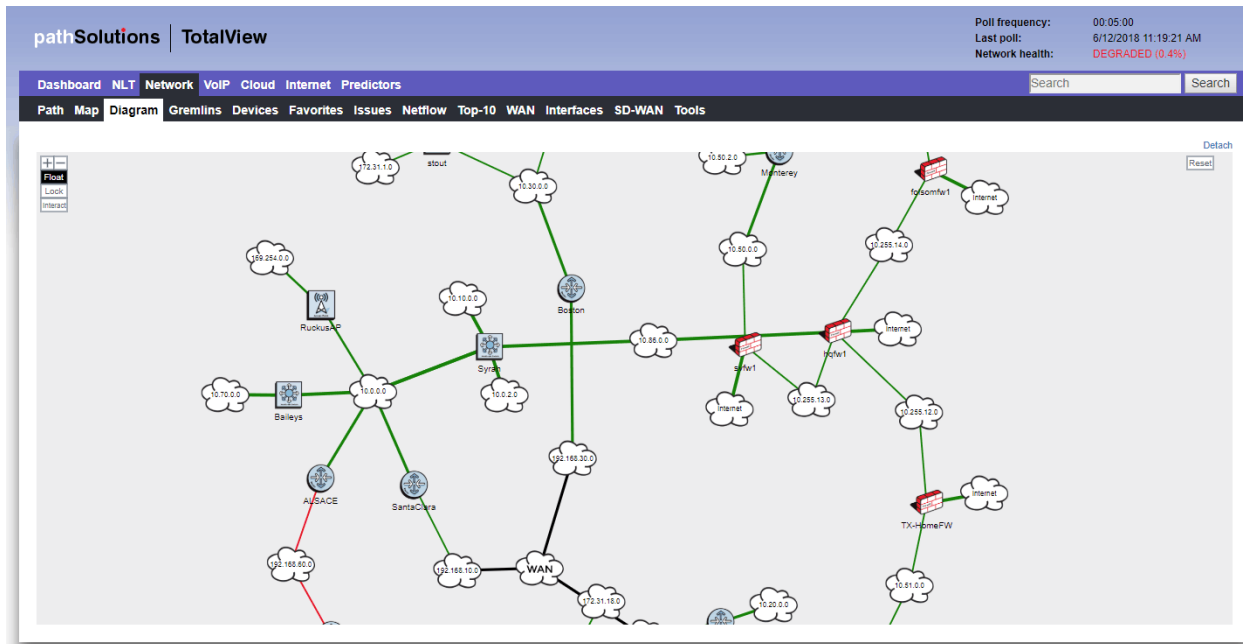 pathSolutions | TotalView
Poll frequency: 00:05:00
Last poll: 6/12/2018 11:19:21 AM
Network health: DEGRADED (0.4%)
Dashboard NLT Network VoIP Cloud Internet Predictors
Search Search
Path Map Diagram Gremlins Devices Favorites Issues Netflow Top-10 WAN Interfaces SD-WAN Tools
Detach
Float
Lock
Interact
Reset
172.31.1.0
stout
10.30.0.0
10.50.2.0
Monterey
folsomfw1
Internet
169.254.0.0
10.50.0.0
10.255.14.0
RuckusAP
10.10.0.0
Boston
Syrah
10.86.0.0
svfw1
hqfw1
Internet
10.70.0.0
Baileys
10.0.0.0
10.0.2.0
Internet
10.255.13.0
10.255.12.0
192.168.30.0
ALSACE
SantaClara
Internet
TX-HomeFW
192.168.60.0
192.168.10.0
WAN
172.31.18.0
10.20.0.0
10.51.0.0